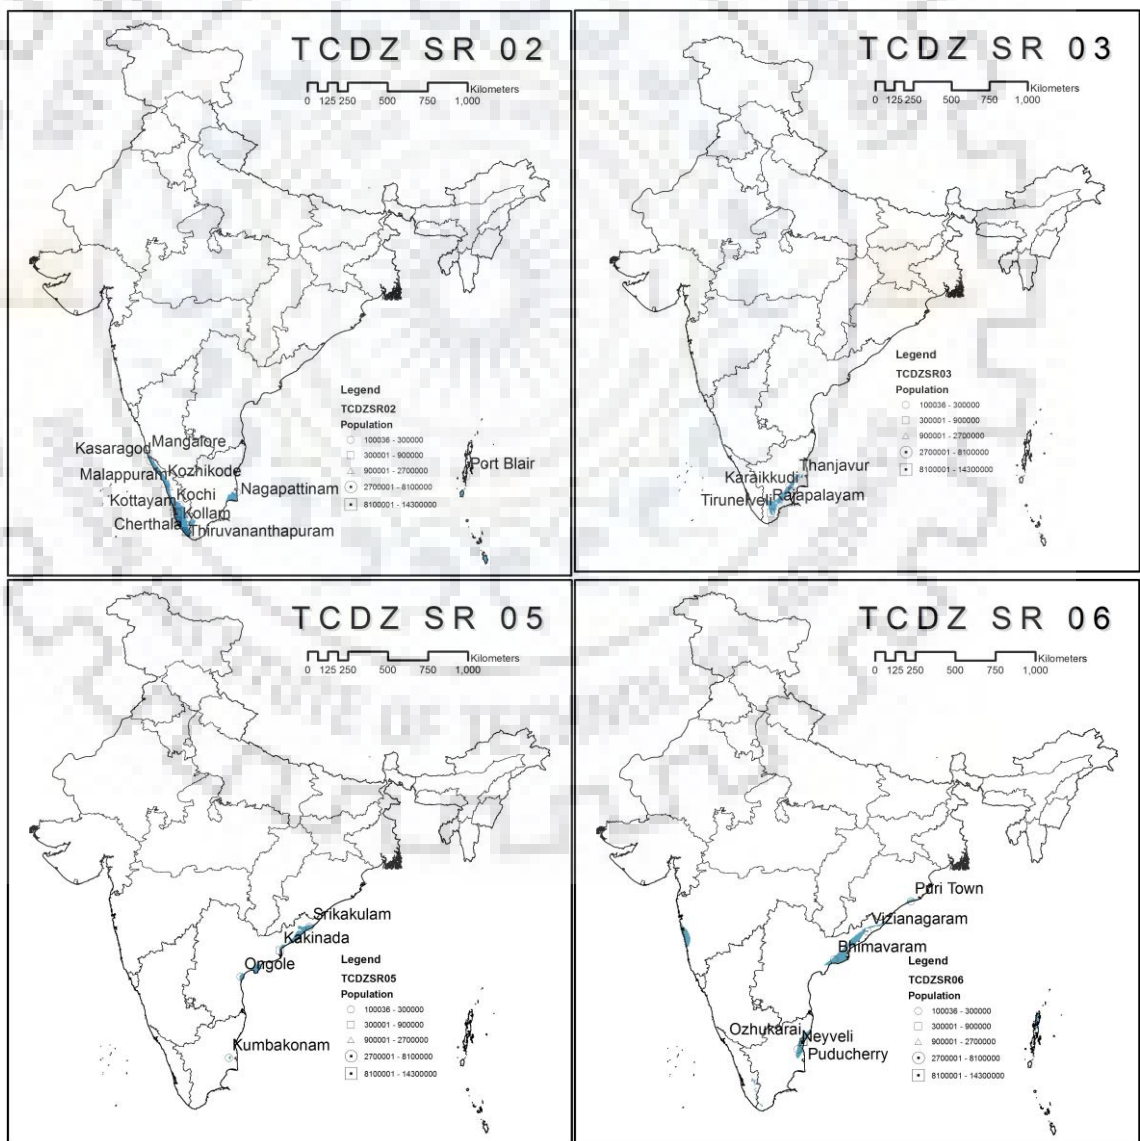 TCDZ SR 02
Kilometers
0 125 250 500 750 1,000
Legend
TCDZSR02
Population
100036 - 300000
300001 - 900000
900001 - 2700000
2700001 - 8100000
8100001 - 14300000
Mangalore
Kasaragod
Kozhikode
Malappuram
Port Blair
Kochi
Nagapattinam
Kottayam
Kollam
Cherthala
Thiruvananthapuram
TCDZ SR 03
Kilometers
0 125 250 500 750 1,000
Legend
TCDZSR03
Population
100036 - 300000
300001 - 900000
900001 - 2700000
2700001 - 8100000
8100001 - 14300000
Thanjavur
Karaikkudi
Rajapalayam
Tirunelveli
TCDZ SR 05
Kilometers
0 125 250 500 750 1,000
Srikakulam
Kakinada
Ongole
Legend
TCDZSR05
Population
100036 - 300000
300001 - 900000
900001 - 2700000
2700001 - 8100000
8100001 - 14300000
Kumbakonam
TCDZ SR 06
Kilometers
0 125 250 500 750 1,000
Puri Town
Vizianagaram
Bhimavaram
Legend
TCDZSR06
Population
100036 - 300000
300001 - 900000
900001 - 2700000
2700001 - 8100000
8100001 - 14300000
Ozhukarai
Neyveli
Puducherry